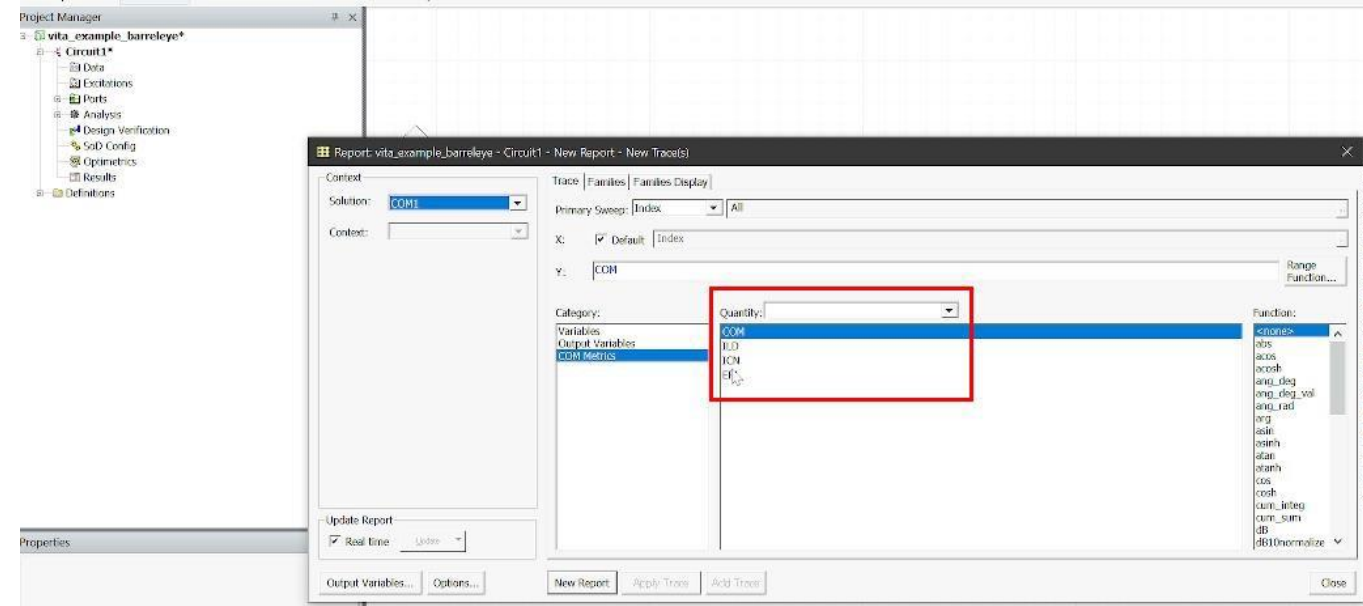 Project Manager
vita_example_barreleye*
Circuit1*
Data
Excitations
Ports
Analysis
Design Verification
SoD Config
Optimetrics
Results
Definitions
Properties
Report: vita_example_barreleye - Circuit1 - New Report - New Trace(s)
Context
Solution: COM1
Context:
Update Report
Real time Update
Output Variables... Options...
Trace Families Families Display
Primary Sweep: Index All ...
X: Default Index
Y: COM
Range
Function...
Category:
Variables
Output Variables
COM Metrics
Quantity:
COM
ILD
ICN
Function:
<none>
abs
acos
acosh
ang_deg
ang_deg_val
ang_rad
arg
asin
asinh
atan
atanh
cos
cosh
cum_integ
cum_sum
dB
dB10normalize
New Report Apply Trace Add Trace Close